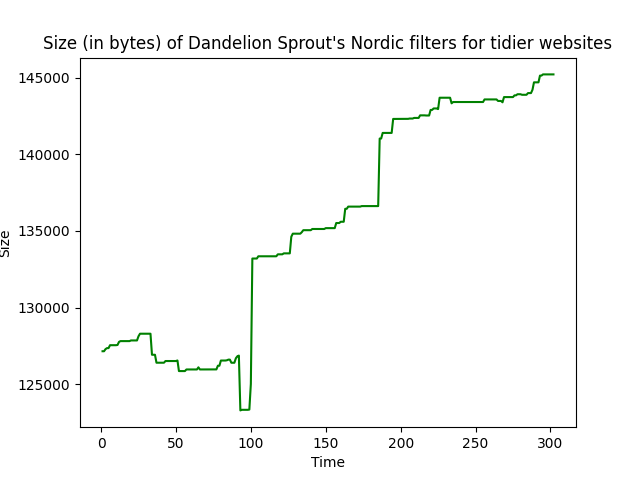 Size (in bytes) of Dandelion Sprout's Nordic filters for tidier websites
145000
140000
135000
130000
125000
Size
0 50 100 150 200 250 300
Time